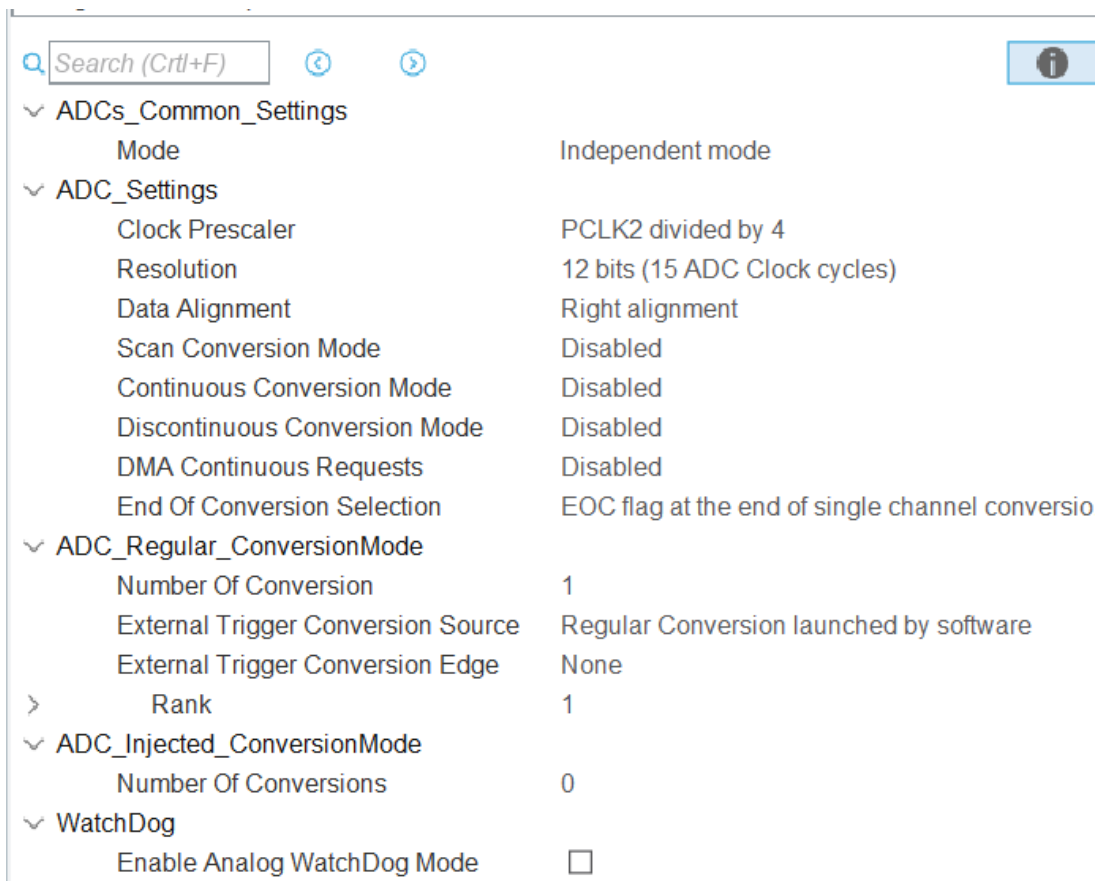 Search (Crtl+F)
ADCs_Common_Settings
Mode Independent mode
ADC_Settings
Clock Prescaler PCLK2 divided by 4
Resolution 12 bits (15 ADC Clock cycles)
Data Alignment Right alignment
Scan Conversion Mode Disabled
Continuous Conversion Mode Disabled
Discontinuous Conversion Mode Disabled
DMA Continuous Requests Disabled
End Of Conversion Selection EOC flag at the end of single channel conversio
ADC_Regular_ConversionMode
Number Of Conversion 1
External Trigger Conversion Source Regular Conversion launched by software
External Trigger Conversion Edge None
Rank 1
ADC_Injected_ConversionMode
Number Of Conversions 0
WatchDog
Enable Analog WatchDog Mode